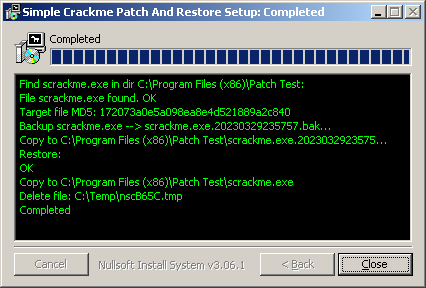 Simple Crackme Patch And Restore Setup: Completed
Completed
Find scrackme.exe in dir C:\Program Files (x86)\Patch Test:
File scrackme.exe found. OK
Target file MD5: 172073a0e5a098ea8e4d521889a2c840
Backup scrackme.exe --> scrackme.exe.20230329235757.bak...
Copy to C:\Program Files (x86)\Patch Test\scrackme.exe.2023032923575...
Restore:
OK
Copy to C:\Program Files (x86)\Patch Test\scrackme.exe
Delete file: C:\Temp\nscB65C.tmp
Completed
Cancel Nullsoft Install System v3.06.1 < Back Close